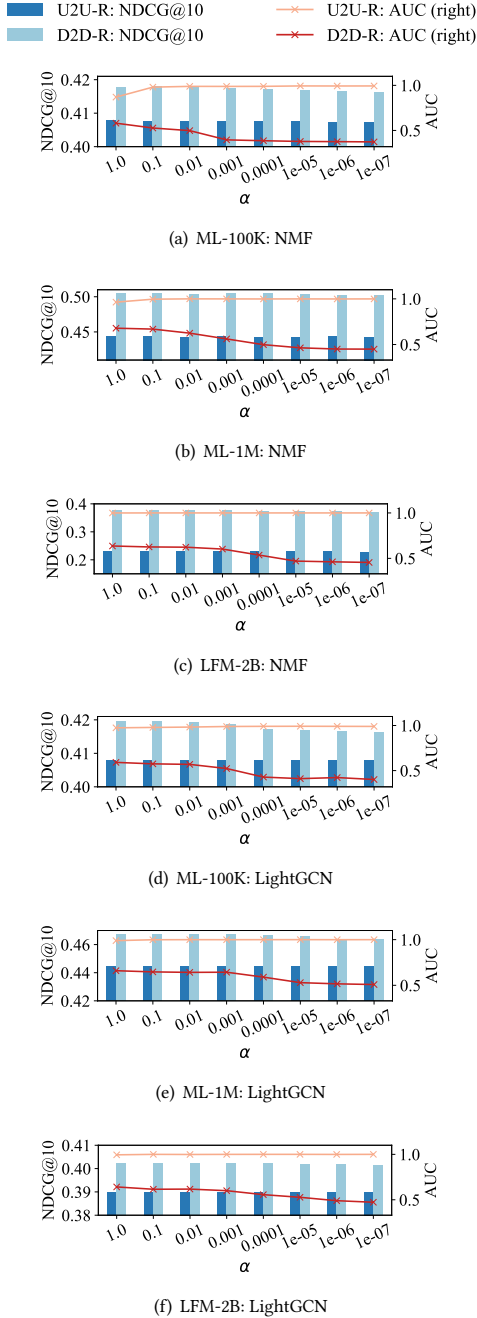 U2U-R: NDCG@10 U2U-R: AUC (right)
D2D-R: NDCG@10 D2D-R: AUC (right)
0.42
0.41
0.40
NDCG@10
1.0
0.5
AUC
1.0 0.1 0.01 0.001 0.0001 1e-05 1e-06 1e-07
α
(a) ML-100K: NMF
0.50
0.45
NDCG@10
1.0
0.5
AUC
1.0 0.1 0.01 0.001 0.0001 1e-05 1e-06 1e-07
α
(b) ML-1M: NMF
0.4
0.3
0.2
NDCG@10
1.0
0.5
AUC
1.0 0.1 0.01 0.001 0.0001 1e-05 1e-06 1e-07
α
(c) LFM-2B: NMF
0.42
0.41
0.40
NDCG@10
1.0
0.5
AUC
1.0 0.1 0.01 0.001 0.0001 1e-05 1e-06 1e-07
α
(d) ML-100K: LightGCN
0.46
0.44
0.42
NDCG@10
1.0
0.5
AUC
1.0 0.1 0.01 0.001 0.0001 1e-05 1e-06 1e-07
α
(e) ML-1M: LightGCN
0.41
0.40
0.39
0.38
NDCG@10
1.0
0.5
AUC
1.0 0.1 0.01 0.001 0.0001 1e-05 1e-06 1e-07
α
(f) LFM-2B: LightGCN